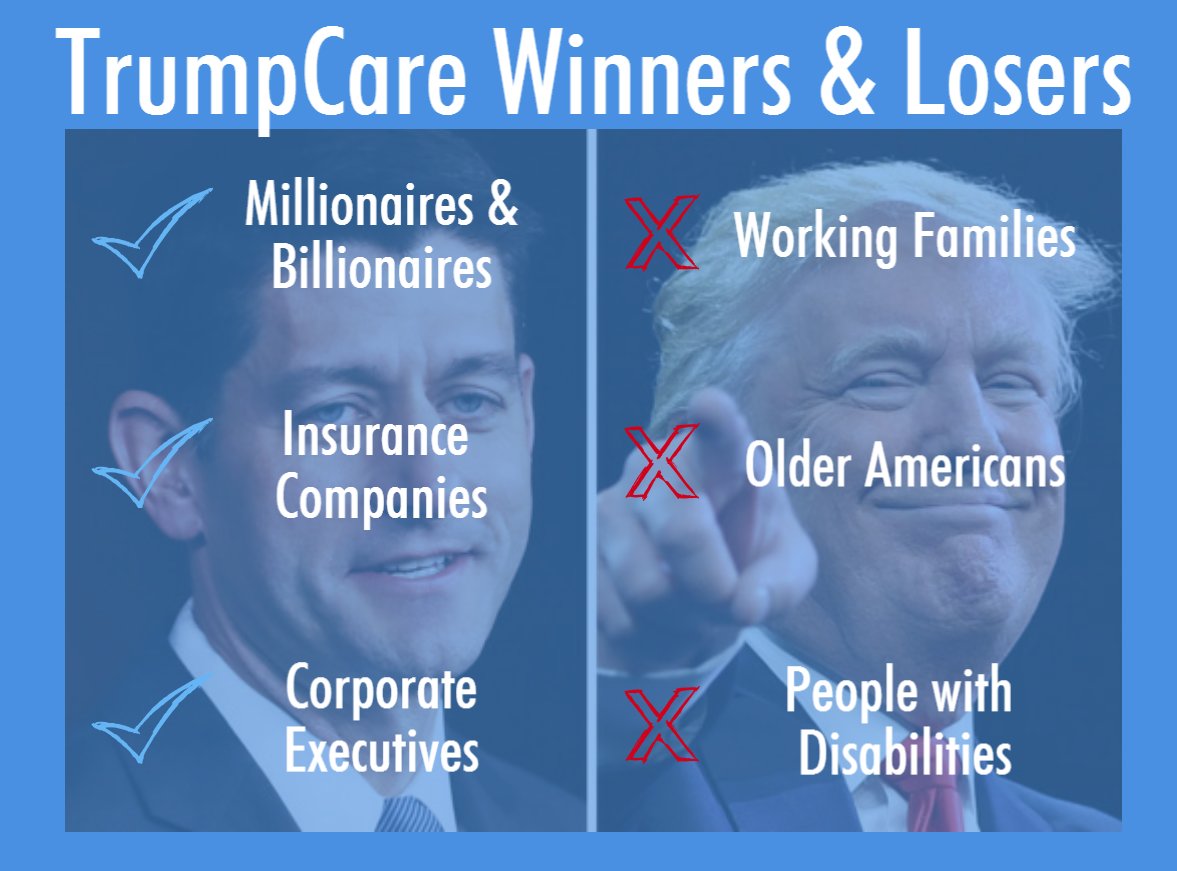 TrumpCare Winners & Losers
Millionaires &
Billionaires
Insurance
Companies
Corporate
Executives
Working Families
Older Americans
People with
Disabilities